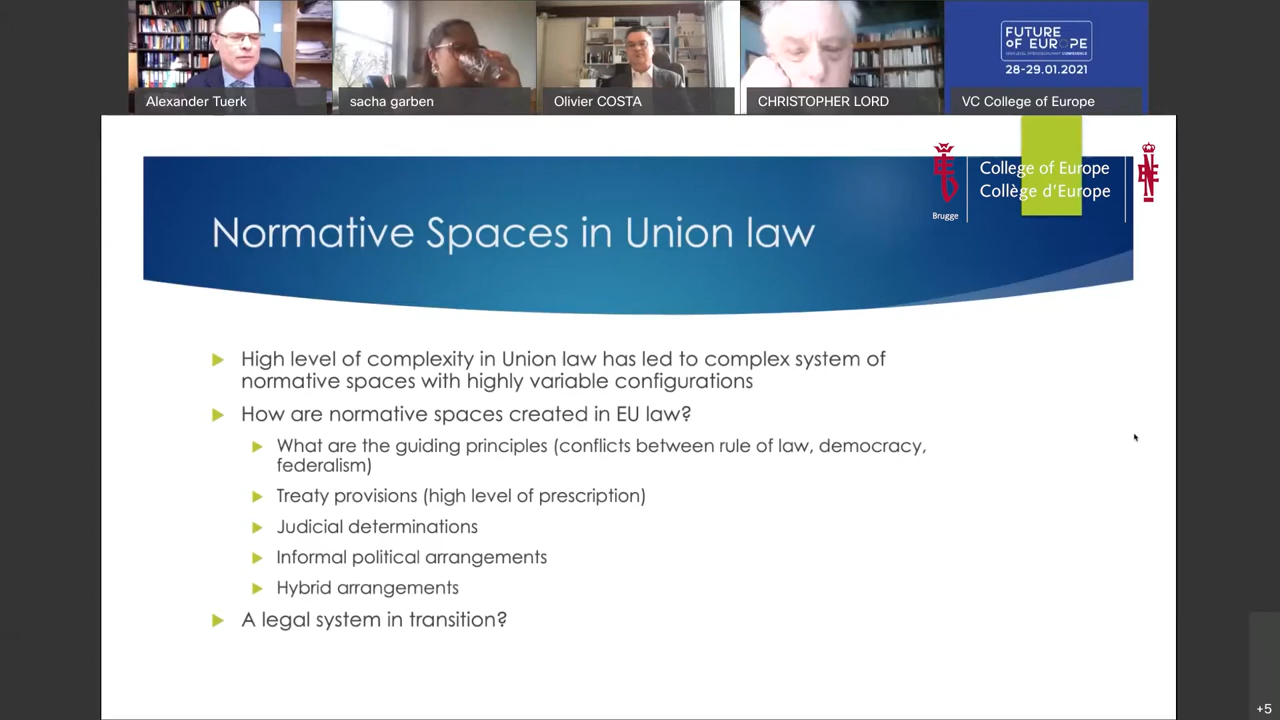 FUTURE
OF EUROPE
28-29.01.2021
Alexander Tuerk
sacha garben
Olivier COSTA
CHRISTOPHER LORD
VC College of Europe
College of Europe
Collège d'Europe
Brugge
Normative Spaces in Union law
High level of complexity in Union law has led to complex system of
normative spaces with highly variable configurations
How are normative spaces created in EU law?
What are the guiding principles (conflicts between rule of law, democracy,
federalism)
Treaty provisions (high level of prescription)
Judicial determinations
Informal political arrangements
Hybrid arrangements
A legal system in transition?
+5